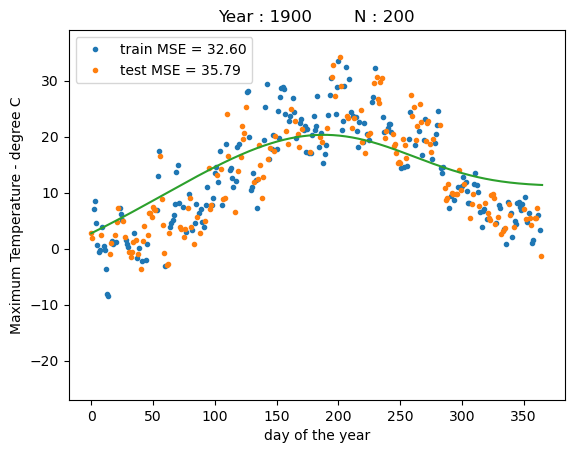 Year : 1900 N : 200
train MSE = 32.60
test MSE = 35.79
Maximum Temperature - degree C
30
20
10
0
−10
−20
0 50 100 150 200 250 300 350
day of the year